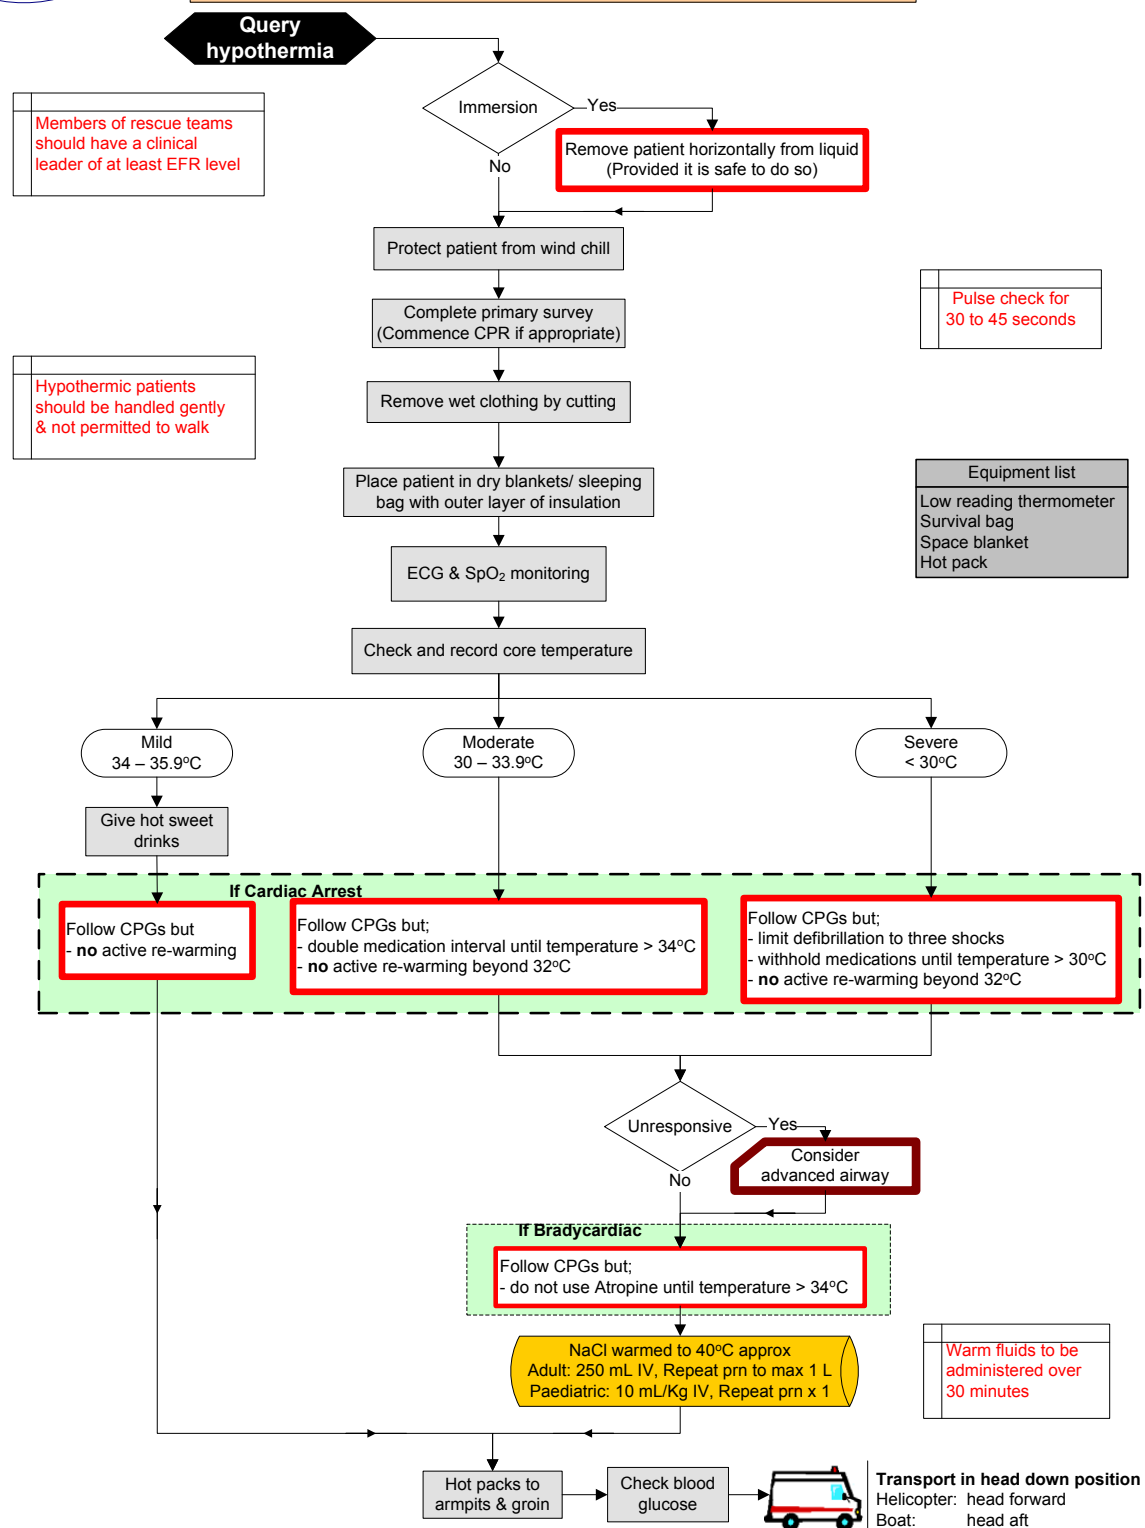 Query
hypothermia
Immersion
Yes
No
Members of rescue teams
should have a clinical
leader of at least EFR level
Remove patient horizontally from liquid
(Provided it is safe to do so)
Protect patient from wind chill
Complete primary survey
(Commence CPR if appropriate)
Pulse check for
30 to 45 seconds
Hypothermic patients
should be handled gently
& not permitted to walk
Remove wet clothing by cutting
Place patient in dry blankets/ sleeping
bag with outer layer of insulation
Equipment list
Low reading thermometer
Survival bag
Space blanket
Hot pack
ECG & SpO₂ monitoring
Check and record core temperature
Mild
34 – 35.9ºC
Moderate
30 – 33.9ºC
Severe
< 30ºC
Give hot sweet
drinks
If Cardiac Arrest
Follow CPGs but
- no active re-warming
Follow CPGs but;
- double medication interval until temperature > 34ºC
- no active re-warming beyond 32ºC
Follow CPGs but;
- limit defibrillation to three shocks
- withhold medications until temperature > 30ºC
- no active re-warming beyond 32ºC
Unresponsive
Yes
No
Consider
advanced airway
If Bradycardiac
Follow CPGs but;
- do not use Atropine until temperature > 34ºC
NaCl warmed to 40ºC approx
Adult: 250 mL IV, Repeat prn to max 1 L
Paediatric: 10 mL/Kg IV, Repeat prn x 1
Warm fluids to be
administered over
30 minutes
Hot packs to
armpits & groin
Check blood
glucose
Transport in head down position
Helicopter: head forward
Boat: head aft